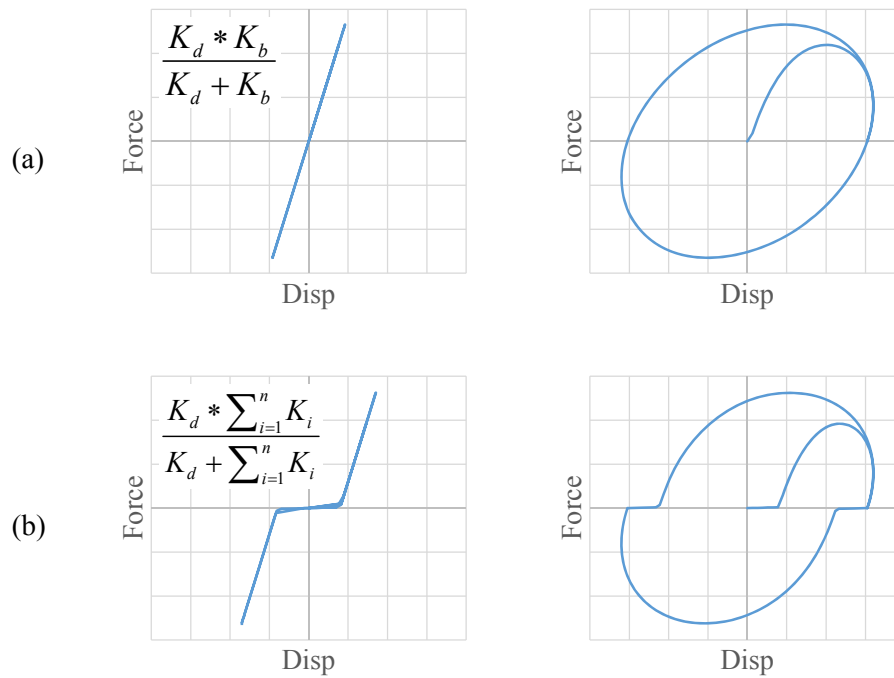 (a)
K_d * K_b
K_d + K_b
Force
Disp
Force
Disp
(b)
K_d * ∑_{i=1}^{n} K_i
K_d + ∑_{i=1}^{n} K_i
Force
Disp
Force
Disp